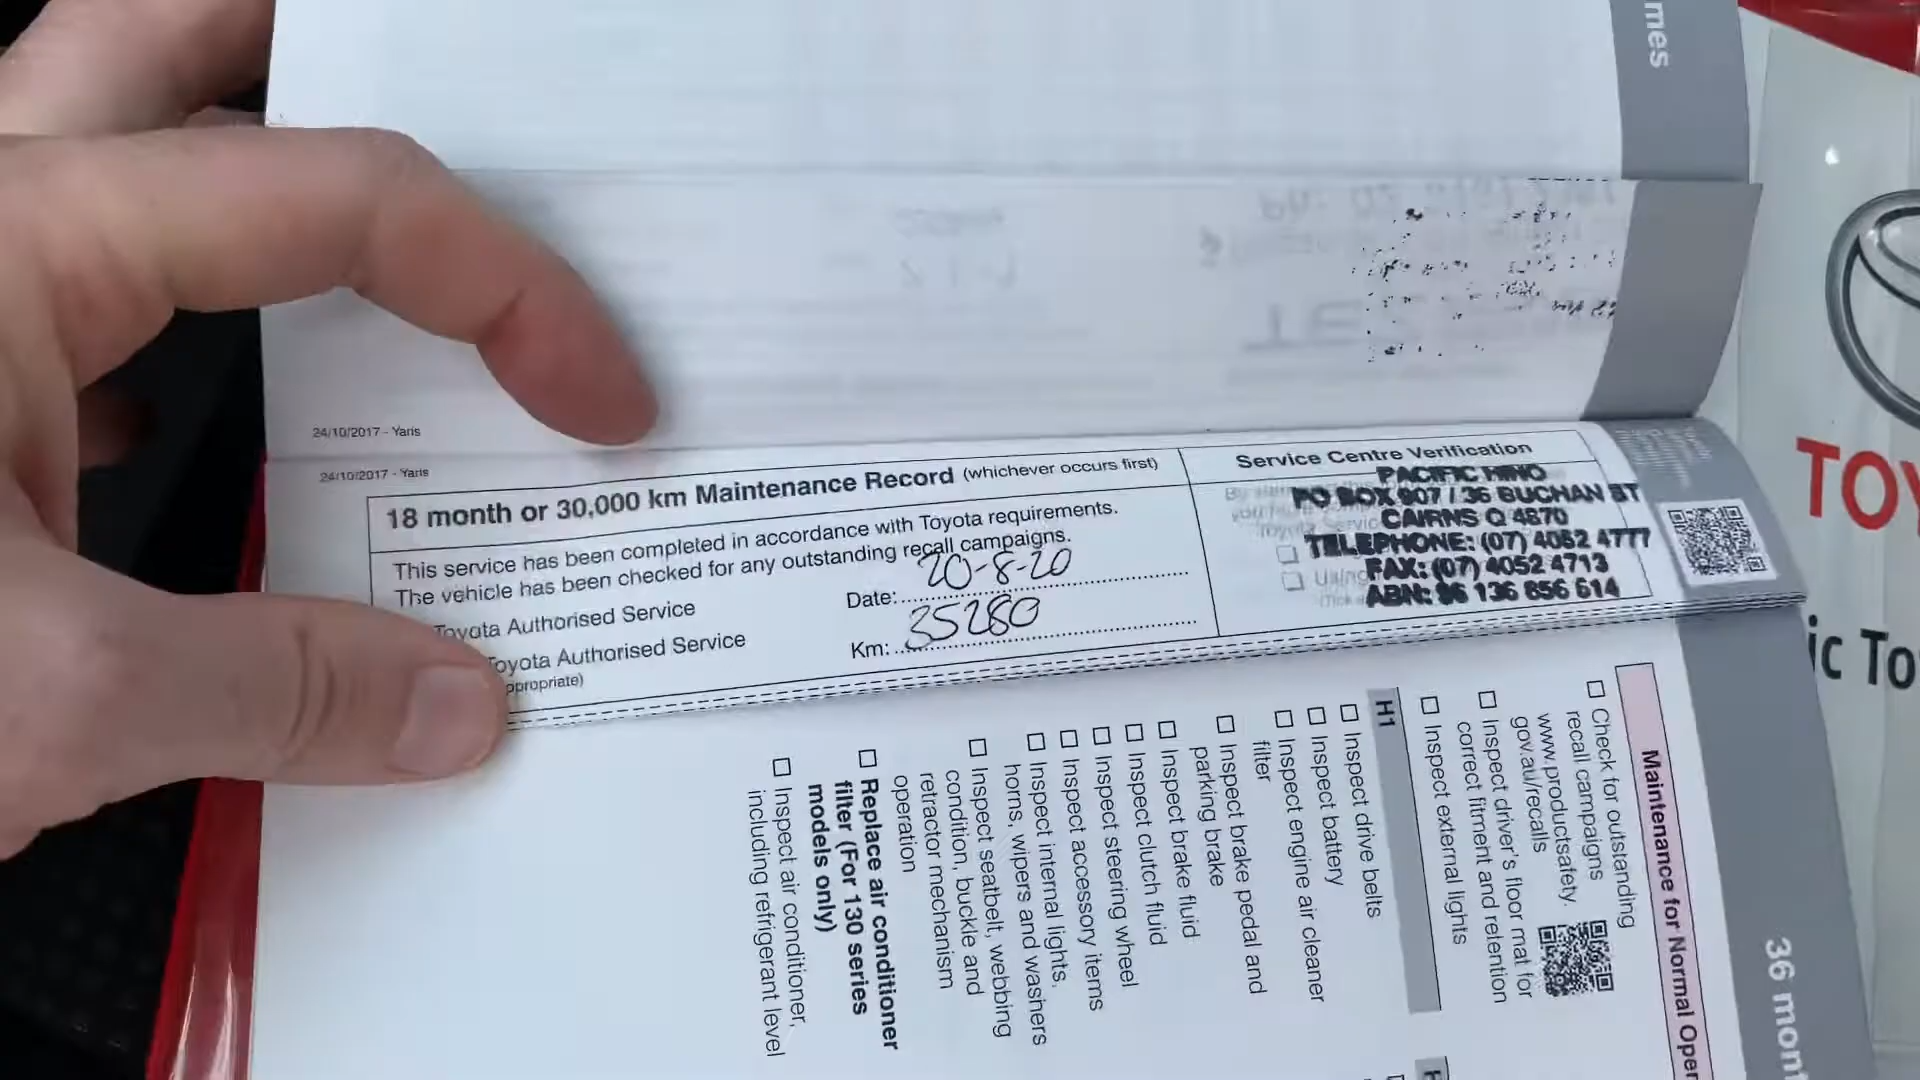 mes
24/10/2017 - Yaris
24/10/2017 - Yaris
18 month or 30,000 km Maintenance Record (whichever occurs first)
This service has been completed in accordance with Toyota requirements.
The vehicle has been checked for any outstanding recall campaigns.
Toyota Authorised Service
Toyota Authorised Service
ppropriate)
Date: 20-8-20
Km: 35280
Service Centre Verification
PACIFIC HINO
PO BOX 907 / 36 BUCHAN ST
CAIRNS Q 4870
TELEPHONE: (07) 4052 4777
FAX: (07) 4052 4713
ABN: 86 136 856 614
TOY
ic To
36 mon
Maintenance for Normal Oper
☐ Check for outstanding
recall campaigns
www.productsafety.
gov.au/recalls
☐ Inspect driver's floor mat for
correct fitment and retention
☐ Inspect external lights
H1
☐ Inspect drive belts
☐ Inspect battery
☐ Inspect engine air cleaner
filter
☐ Inspect brake pedal and
parking brake
☐ Inspect brake fluid
☐ Inspect clutch fluid
☐ Inspect steering wheel
☐ Inspect accessory items
☐ Inspect internal lights,
horns, wipers and washers
☐ Inspect seatbelt, webbing
condition, buckle and
retractor mechanism
operation
☐ Replace air conditioner
filter (For 130 series
models only)
☐ Inspect air conditioner,
including refrigerant level